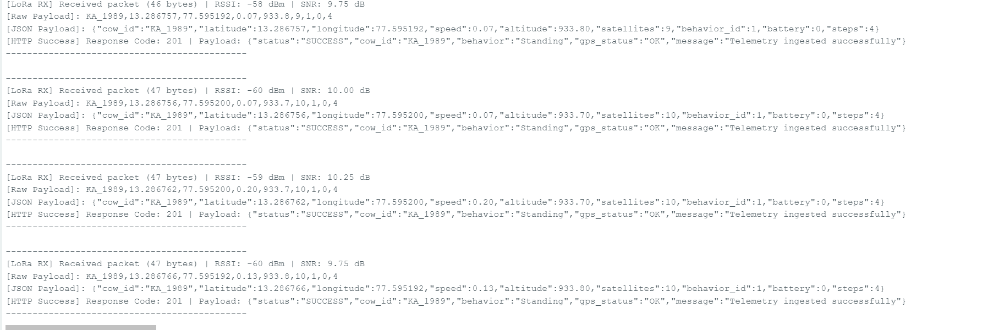 [LoRa RX] Received packet (46 bytes) | RSSI: -58 dBm | SNR: 9.75 dB
[Raw Payload]: KA_1989,13.286757,77.595192,0.07,933.8,9,1,0,4
[JSON Payload]: {"cow_id":"KA_1989","latitude":13.286757,"longitude":77.595192,"speed":0.07,"altitude":933.80,"satellites":9,"behavior_id":1,"battery":0,"steps":4}
[HTTP Success] Response Code: 201 | Payload: {"status":"SUCCESS","cow_id":"KA_1989","behavior":"Standing","gps_status":"OK","message":"Telemetry ingested successfully"}
---------------------------------------------
---------------------------------------------
[LoRa RX] Received packet (47 bytes) | RSSI: -60 dBm | SNR: 10.00 dB
[Raw Payload]: KA_1989,13.286756,77.595200,0.07,933.7,10,1,0,4
[JSON Payload]: {"cow_id":"KA_1989","latitude":13.286756,"longitude":77.595200,"speed":0.07,"altitude":933.70,"satellites":10,"behavior_id":1,"battery":0,"steps":4}
[HTTP Success] Response Code: 201 | Payload: {"status":"SUCCESS","cow_id":"KA_1989","behavior":"Standing","gps_status":"OK","message":"Telemetry ingested successfully"}
---------------------------------------------
---------------------------------------------
[LoRa RX] Received packet (47 bytes) | RSSI: -59 dBm | SNR: 10.25 dB
[Raw Payload]: KA_1989,13.286762,77.595200,0.20,933.7,10,1,0,4
[JSON Payload]: {"cow_id":"KA_1989","latitude":13.286762,"longitude":77.595200,"speed":0.20,"altitude":933.70,"satellites":10,"behavior_id":1,"battery":0,"steps":4}
[HTTP Success] Response Code: 201 | Payload: {"status":"SUCCESS","cow_id":"KA_1989","behavior":"Standing","gps_status":"OK","message":"Telemetry ingested successfully"}
---------------------------------------------
---------------------------------------------
[LoRa RX] Received packet (47 bytes) | RSSI: -60 dBm | SNR: 9.75 dB
[Raw Payload]: KA_1989,13.286766,77.595192,0.13,933.8,10,1,0,4
[JSON Payload]: {"cow_id":"KA_1989","latitude":13.286766,"longitude":77.595192,"speed":0.13,"altitude":933.80,"satellites":10,"behavior_id":1,"battery":0,"steps":4}
[HTTP Success] Response Code: 201 | Payload: {"status":"SUCCESS","cow_id":"KA_1989","behavior":"Standing","gps_status":"OK","message":"Telemetry ingested successfully"}
---------------------------------------------